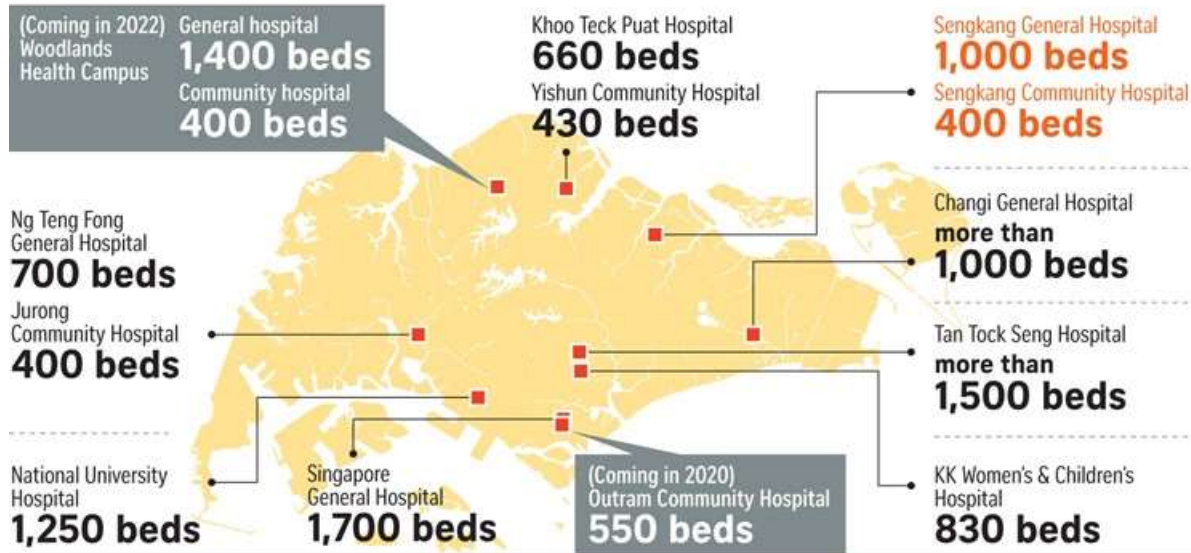 (Coming in 2022)
Woodlands
Health Campus
General hospital
1,400 beds
Community hospital
400 beds
Khoo Teck Puat Hospital
660 beds
Yishun Community Hospital
430 beds
Sengkang General Hospital
1,000 beds
Sengkang Community Hospital
400 beds
Ng Teng Fong
General Hospital
700 beds
Jurong
Community Hospital
400 beds
Changi General Hospital
more than
1,000 beds
Tan Tock Seng Hospital
more than
1,500 beds
National University
Hospital
1,250 beds
Singapore
General Hospital
1,700 beds
(Coming in 2020)
Outram Community Hospital
550 beds
KK Women's & Children's
Hospital
830 beds